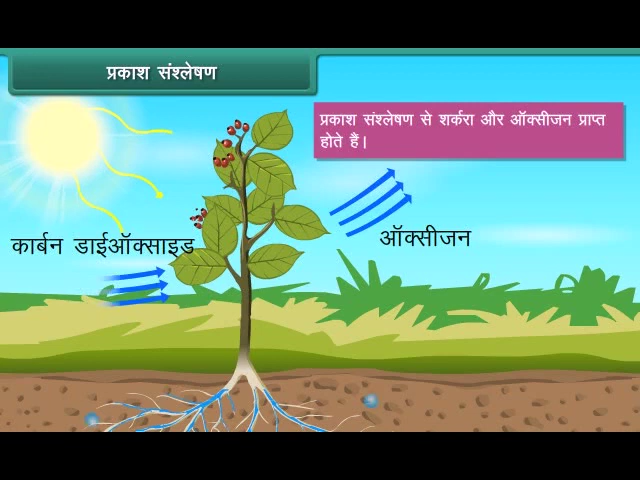 प्रकाश संश्लेषण
प्रकाश संश्लेषण से शर्करा और ऑक्सीजन प्राप्त
होते हैं।
कार्बन डाईऑक्साइड
ऑक्सीजन